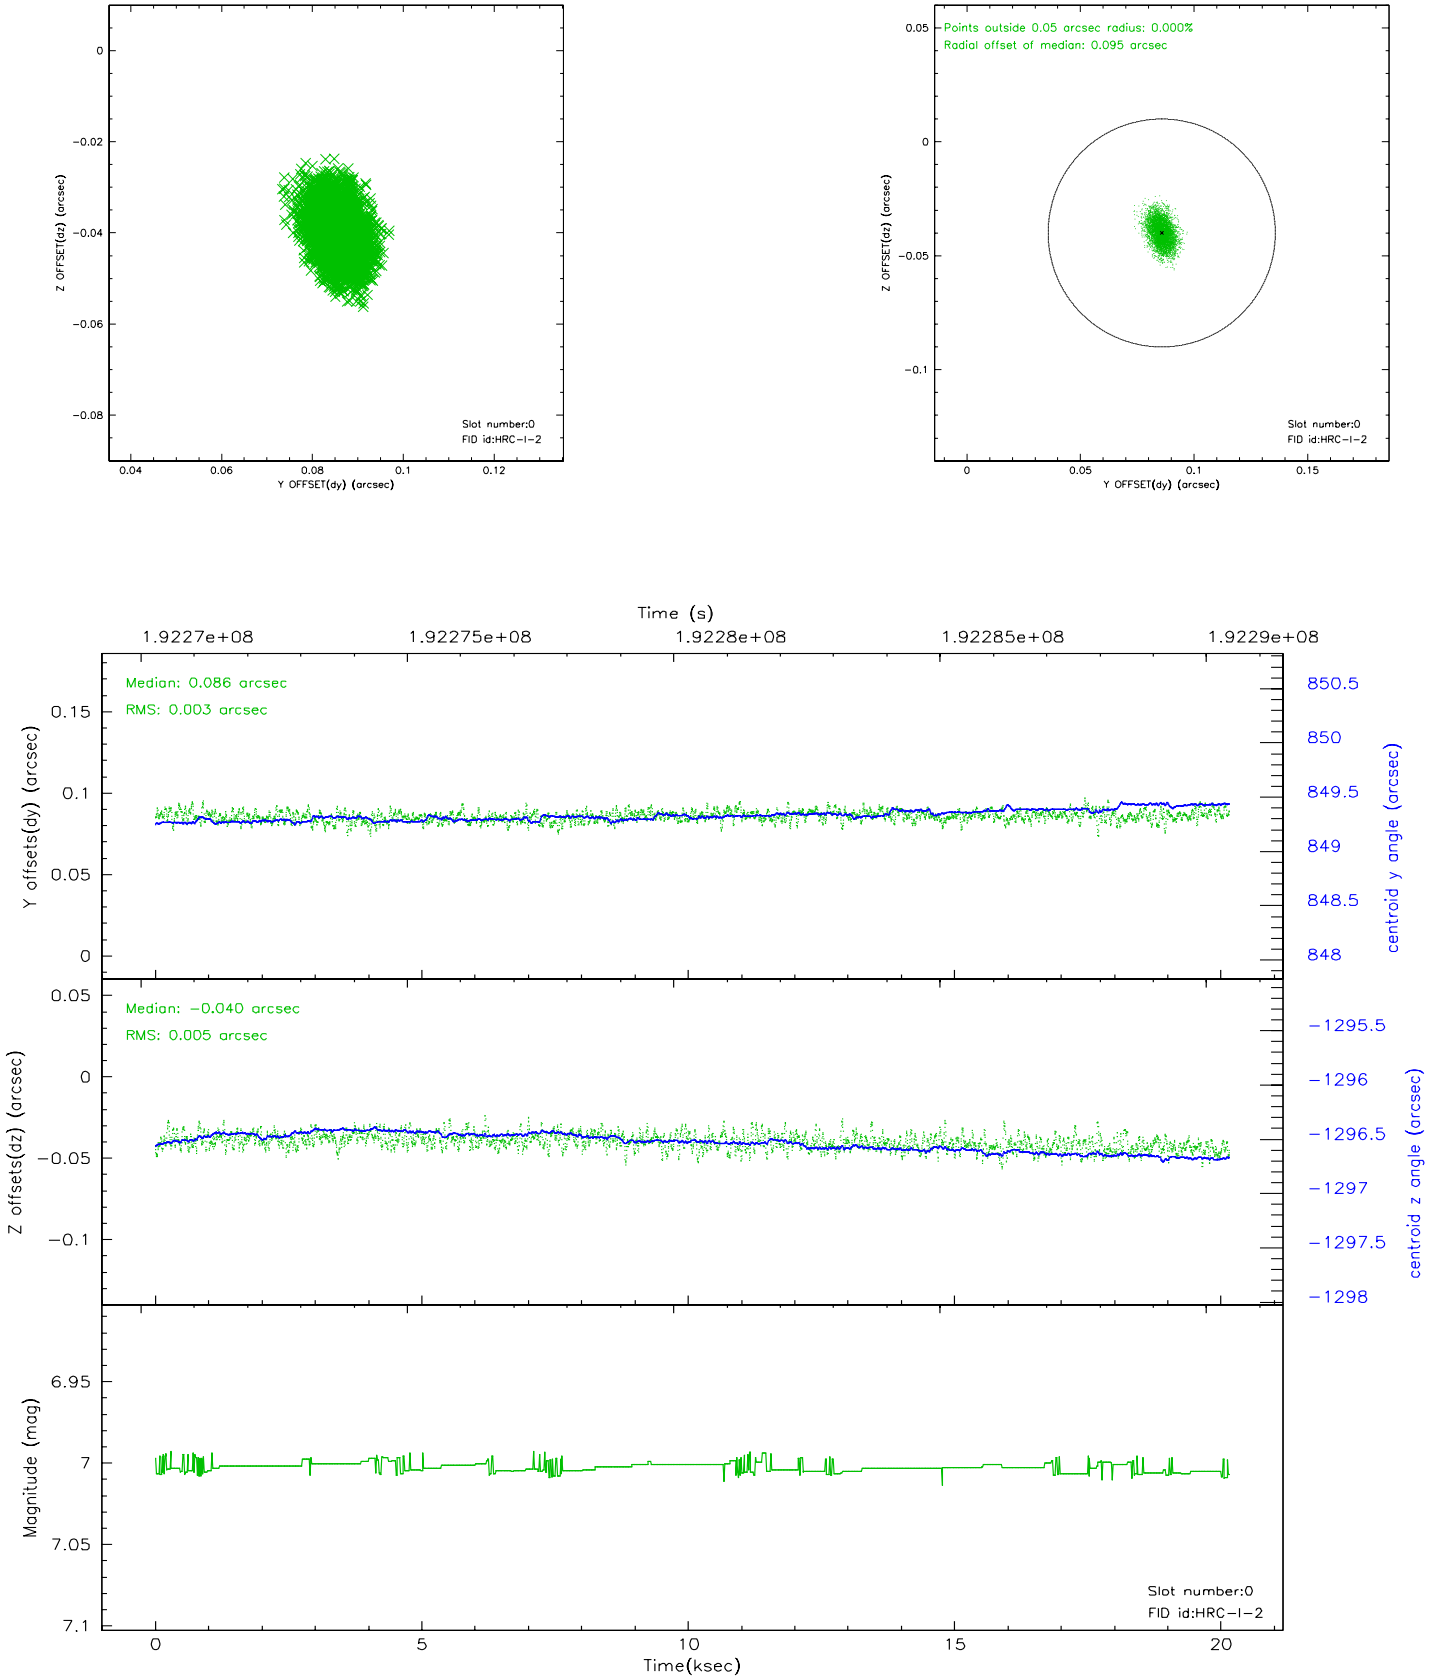 0
−0.02
−0.04
−0.06
−0.08
Z OFFSET(dz) (arcsec)
0.04 0.06 0.08 0.1 0.12
Y OFFSET(dy) (arcsec)
Slot number:0
FID id:HRC−I−2
Points outside 0.05 arcsec radius: 0.000%
Radial offset of median: 0.095 arcsec
0.05
0
−0.05
−0.1
Z OFFSET(dz) (arcsec)
0 0.05 0.1 0.15
Y OFFSET(dy) (arcsec)
Slot number:0
FID id:HRC−I−2
Time (s)
1.9227e+08 1.92275e+08 1.9228e+08 1.92285e+08 1.9229e+08
Median: 0.086 arcsec
RMS: 0.003 arcsec
0.15
0.1
0.05
0
Y offsets(dy) (arcsec)
850.5
850
849.5
849
848.5
848
centroid y angle (arcsec)
Median: −0.040 arcsec
RMS: 0.005 arcsec
0.05
0
−0.05
−0.1
Z offsets(dz) (arcsec)
−1295.5
−1296
−1296.5
−1297
−1297.5
−1298
centroid z angle (arcsec)
6.95
7
7.05
7.1
Magnitude (mag)
Slot number:0
FID id:HRC−I−2
0 5 10 15 20
Time(ksec)